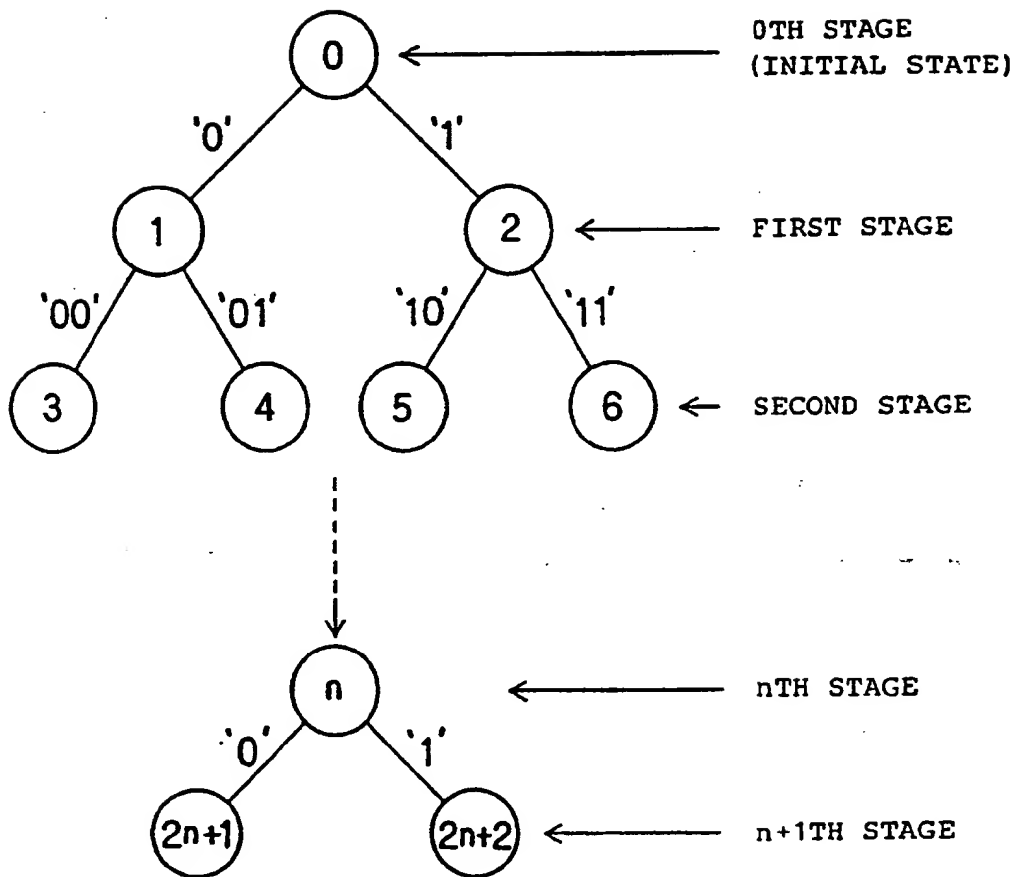 0
0TH STAGE
(INITIAL STATE)
'0'
'1'
1
2
FIRST STAGE
'00'
'01'
'10'
'11'
3
4
5
6
SECOND STAGE
n
nTH STAGE
'0'
'1'
2n+1
2n+2
n+1TH STAGE